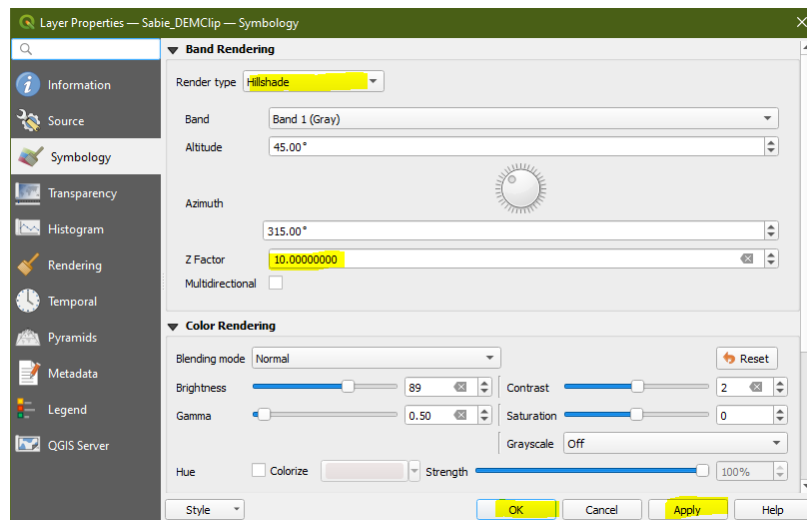 Layer Properties — Sabie_DEMClip — Symbology
Information
Source
Symbology
Transparency
Histogram
Rendering
Temporal
Pyramids
Metadata
Legend
QGIS Server
Band Rendering
Render type Hillshade
Band Band 1 (Gray)
Altitude 45.00°
Azimuth
315.00°
Z Factor 10.00000000
Multidirectional
Color Rendering
Blending mode Normal Reset
Brightness 89 Contrast 2
Gamma 0.50 Saturation 0
Grayscale Off
Hue Colorize Strength 100%
Style OK Cancel Apply Help